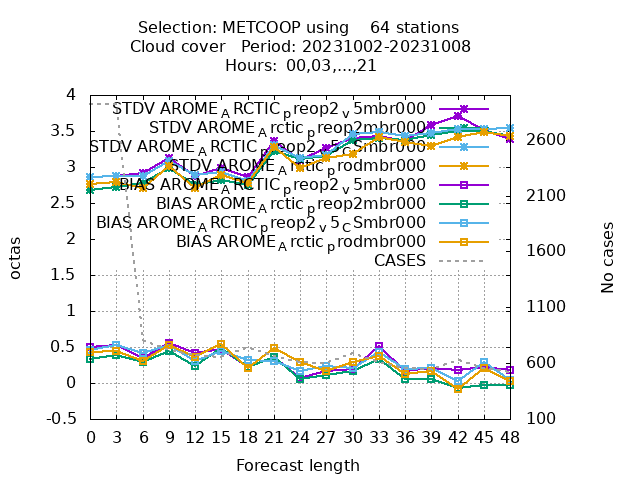 Selection: METCOOP using    64 stations
Cloud cover   Period: 20231002-20231008
Hours:  00,03,...,21
STDV AROME_ARCTIC_preop2_v5mbr000
STDV AROME_Arctic_preop2mbr000
STDV AROME_ARCTIC_preop2_v5_CSmbr000
STDV AROME_Arctic_prodmbr000
BIAS AROME_ARCTIC_preop2_v5mbr000
BIAS AROME_Arctic_preop2mbr000
BIAS AROME_ARCTIC_preop2_v5_CSmbr000
BIAS AROME_Arctic_prodmbr000
CASES
4
3.5
3
2.5
2
1.5
1
0.5
0
-0.5
octas
2600
2100
1600
1100
600
100
No cases
0 3 6 9 12 15 18 21 24 27 30 33 36 39 42 45 48
Forecast length